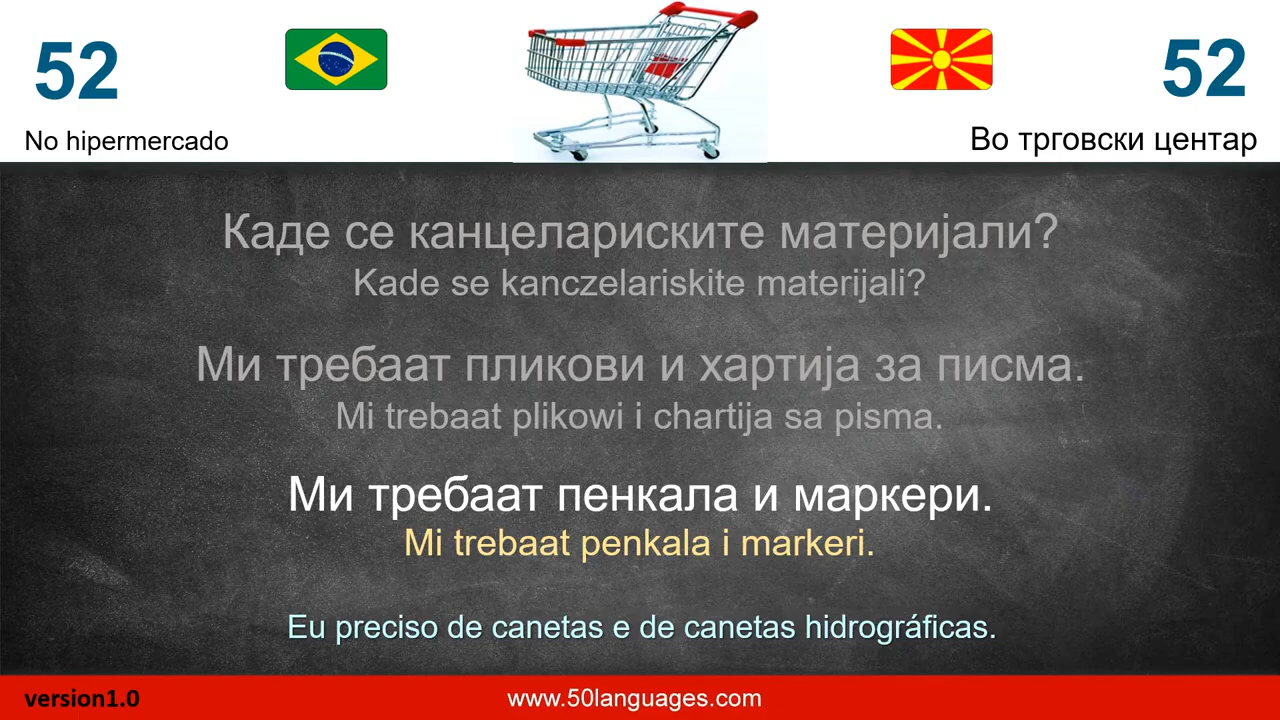 52
52
No hipermercado
Во трговски центар
Каде се канцелариските материјали?
Kade se kanczelariskite materijali?
Ми требаат пликови и хартија за писма.
Mi trebaat plikowi i chartija sa pisma.
Ми требаат пенкала и маркери.
Mi trebaat penkala i markeri.
Eu preciso de canetas e de canetas hidrográficas.
version1.0
www.50languages.com